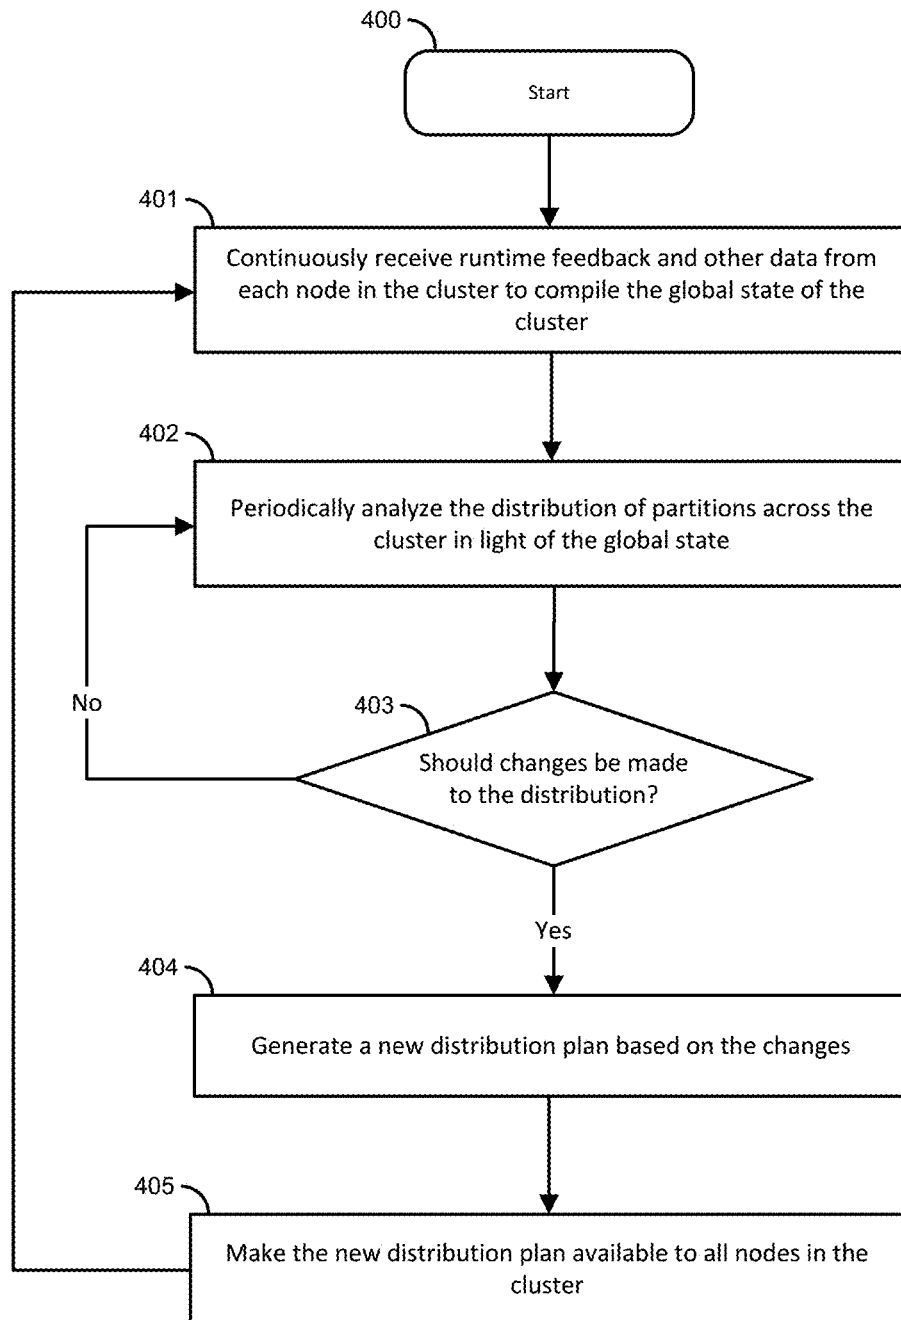 400
Start
401
Continuously receive runtime feedback and other data from
each node in the cluster to compile the global state of the
cluster
402
Periodically analyze the distribution of partitions across the
cluster in light of the global state
No
403
Should changes be made
to the distribution?
Yes
404
Generate a new distribution plan based on the changes
405
Make the new distribution plan available to all nodes in the
cluster